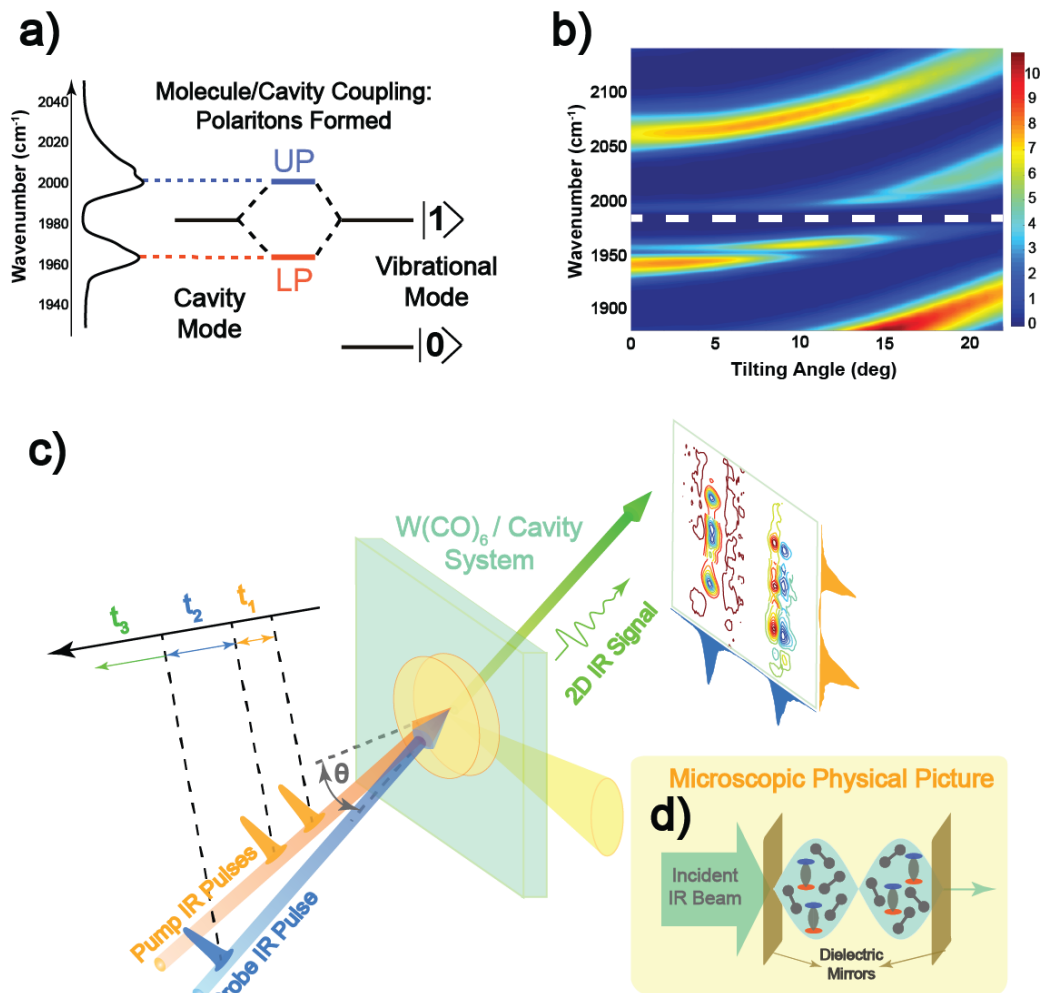 a)
Wavenumber (cm-1)
2040
2020
2000
1980
1960
1940
Molecule/Cavity Coupling:
Polaritons Formed
UP
LP
|1>
|0>
Cavity
Mode
Vibrational
Mode
b)
Wavenumber (cm-1)
2100
2050
2000
1950
1900
0
5
10
15
20
Tilting Angle (deg)
10
9
8
7
6
5
4
3
2
1
0
c)
W(CO)6 / Cavity
System
t3
t2
t1
θ
2D IR Signal
Pump IR Pulses
Probe IR Pulse
Microscopic Physical Picture
d)
Incident
IR Beam
Dielectric
Mirrors